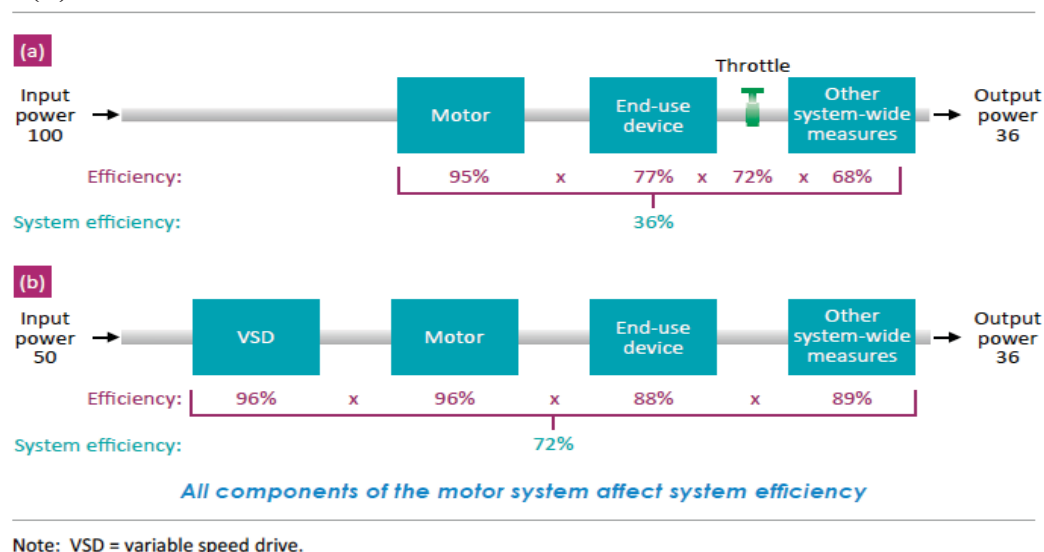 (a)
Throttle
Input
power
100
Motor
End-use
device
Other
system-wide
measures
Output
power
36
Efficiency: 95% x 77% x 72% x 68%
System efficiency: 36%
(b)
Input
power
50
VSD
Motor
End-use
device
Other
system-wide
measures
Output
power
36
Efficiency: 96% x 96% x 88% x 89%
System efficiency: 72%
All components of the motor system affect system efficiency
Note: VSD = variable speed drive.